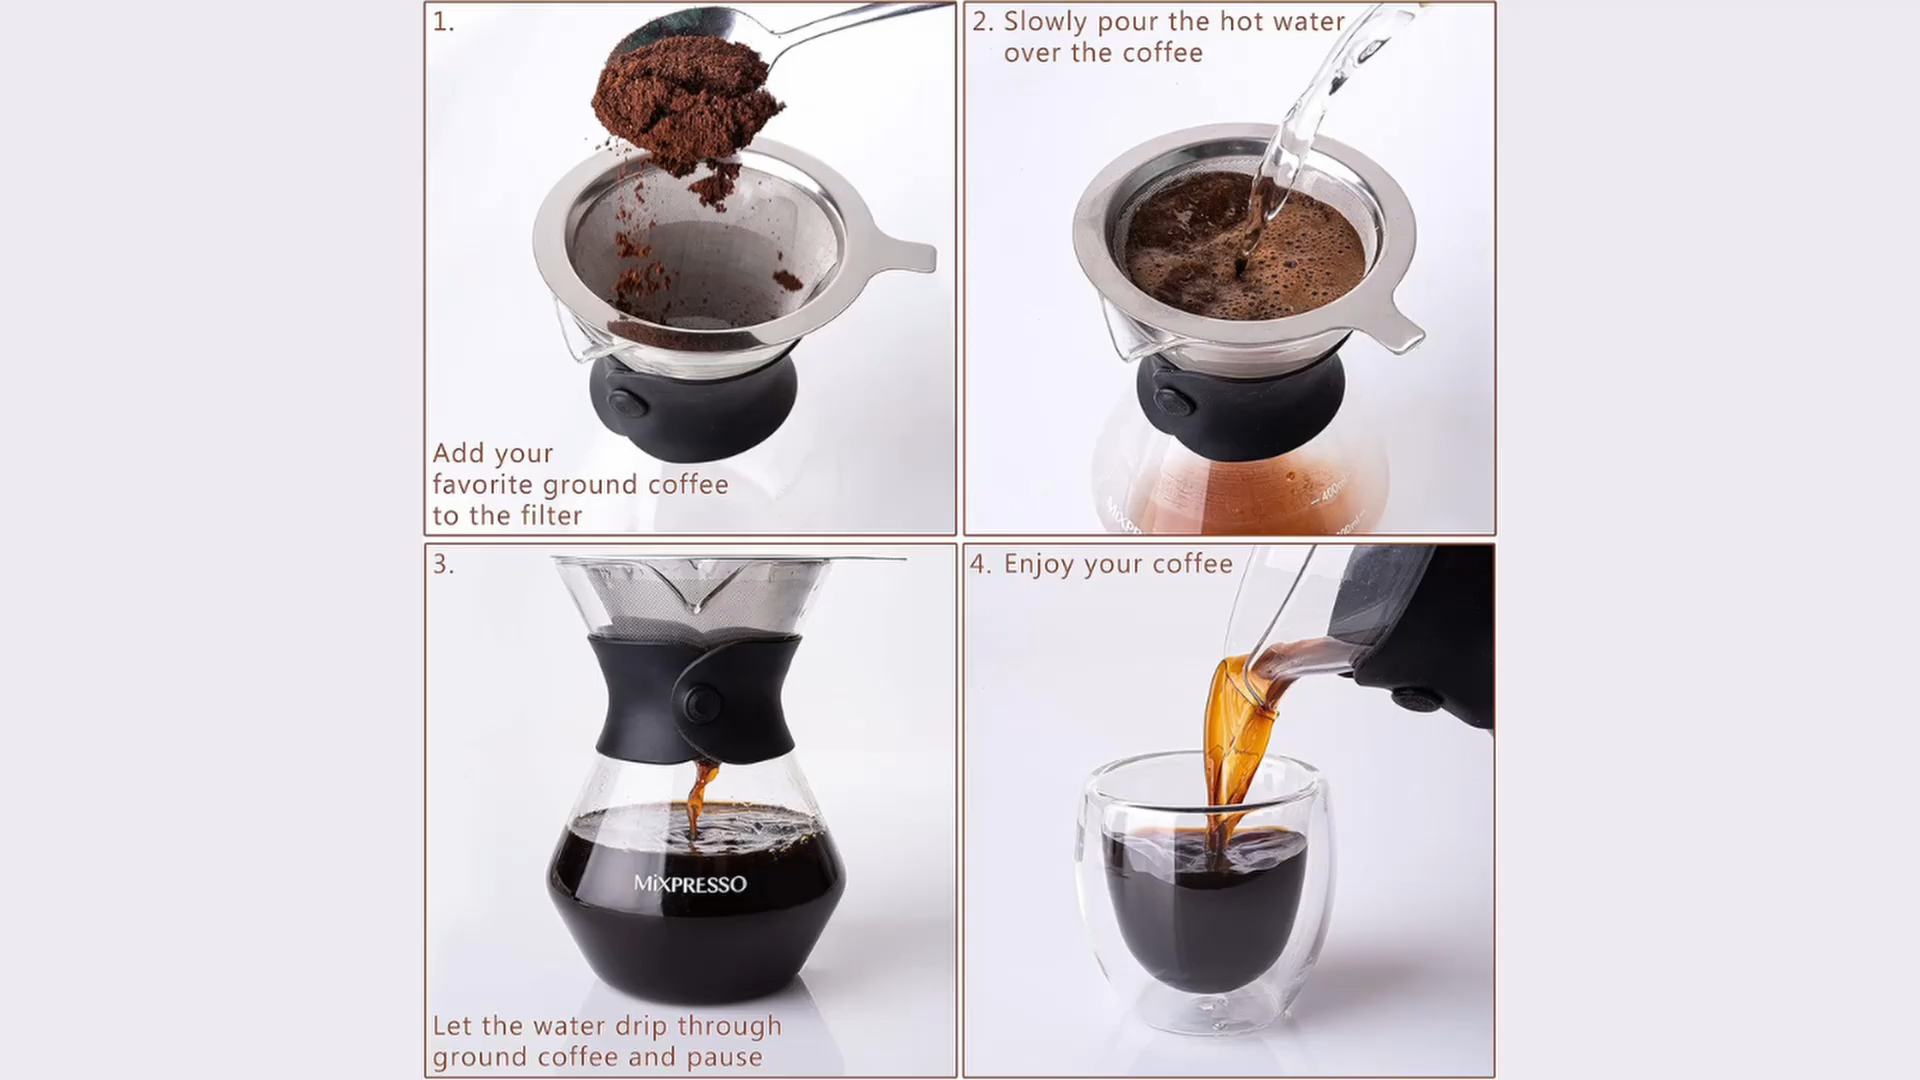 1.
Add your
favorite ground coffee
to the filter
2. Slowly pour the hot water
over the coffee
400ml
3.
MiXPRESSO
Let the water drip through
ground coffee and pause
4. Enjoy your coffee